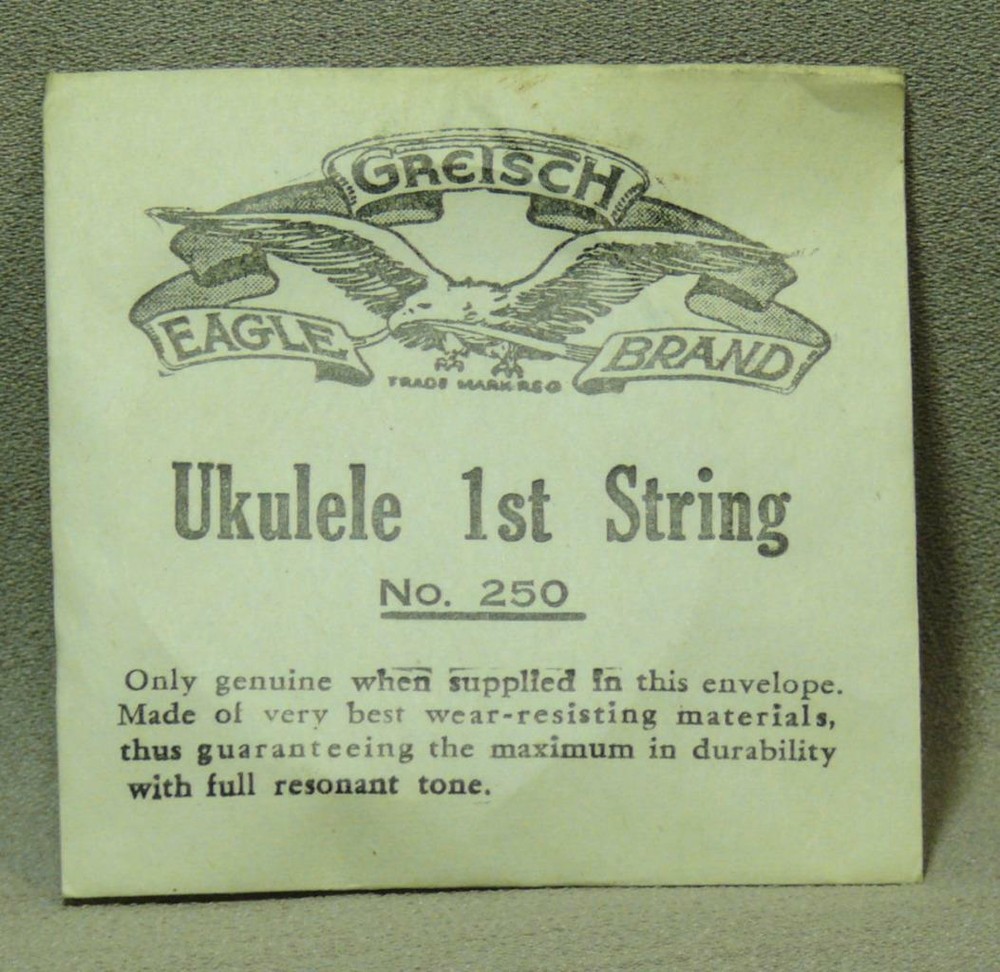 GRETSCH
EAGLE BRAND
TRADE MARK REG
Ukulele 1st String
No. 250
Only genuine when supplied in this envelope.
Made of very best wear-resisting materials,
thus guaranteeing the maximum in durability
with full resonant tone.